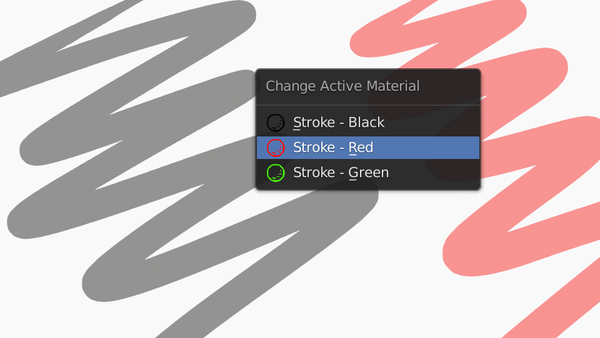 Change Active Material
Stroke - Black
Stroke - Red
Stroke - Green